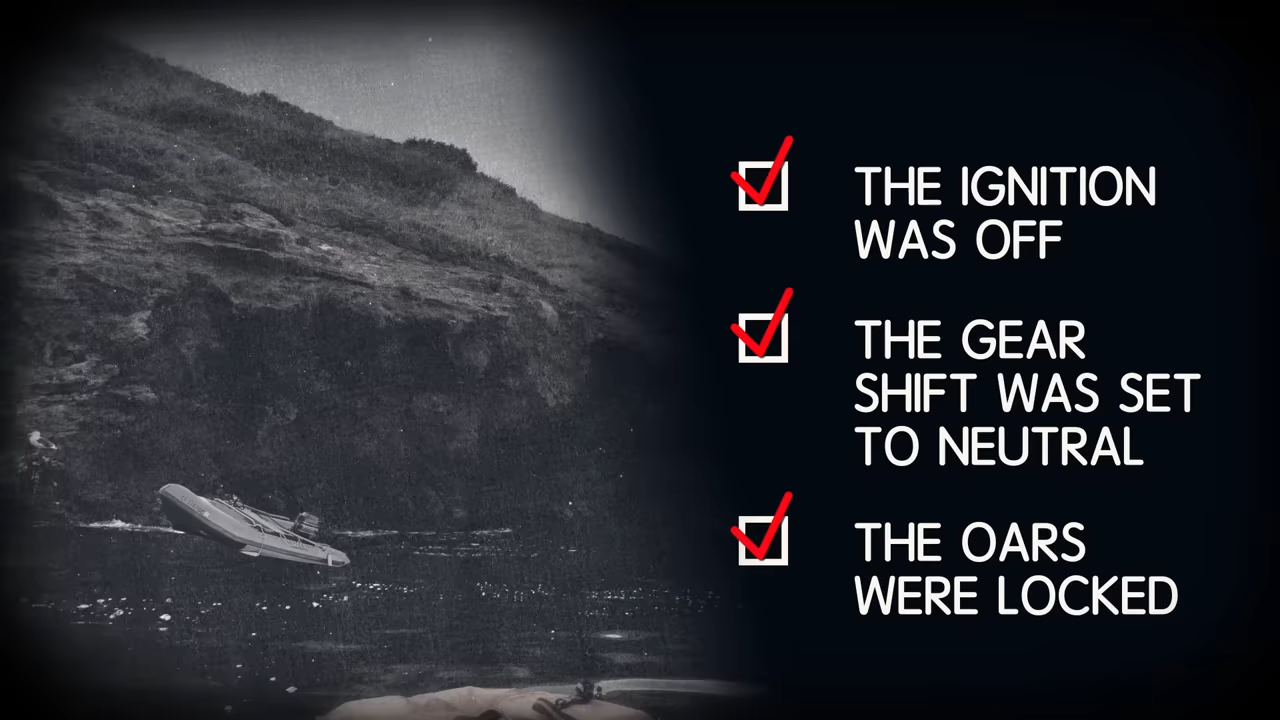 THE IGNITION
WAS OFF
THE GEAR
SHIFT WAS SET
TO NEUTRAL
THE OARS
WERE LOCKED